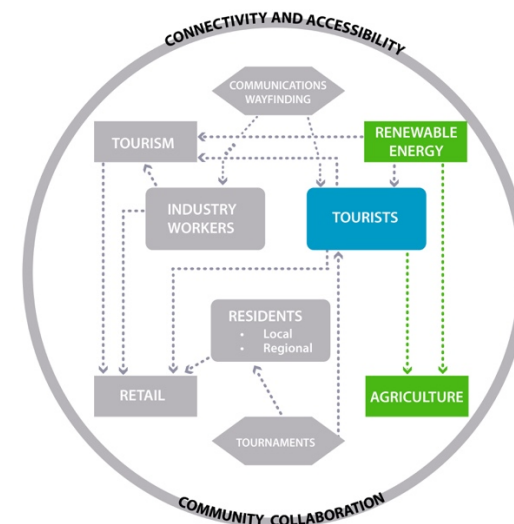 CONNECTIVITY AND ACCESSIBILITY
COMMUNICATIONS
WAYFINDING
TOURISM
RENEWABLE
ENERGY
INDUSTRY
WORKERS
TOURISTS
RESIDENTS
• Local
• Regional
RETAIL
AGRICULTURE
TOURNAMENTS
COMMUNITY COLLABORATION